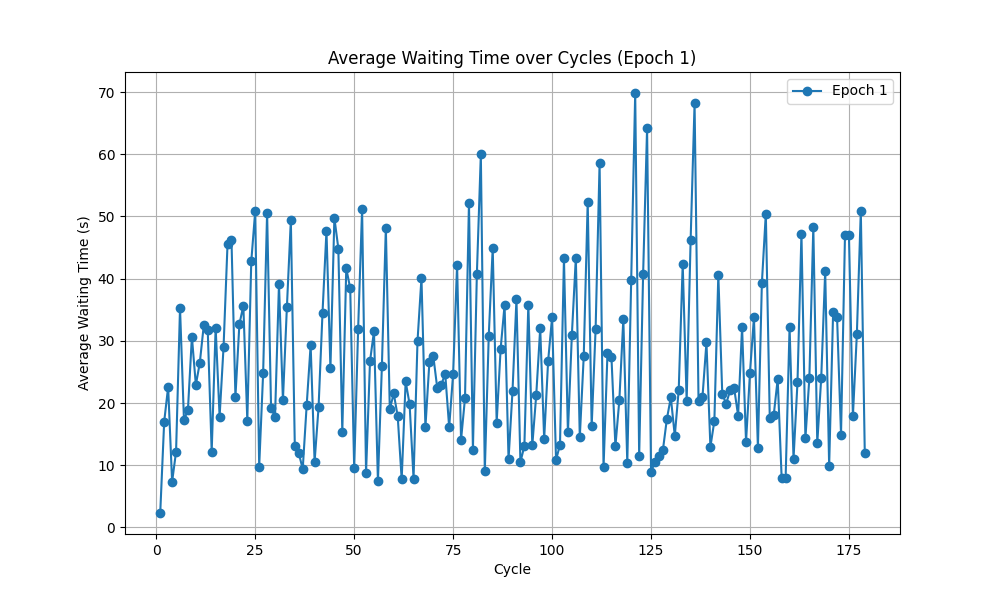 Average Waiting Time over Cycles (Epoch 1)
Epoch 1
Average Waiting Time (s)
70
60
50
40
30
20
10
0
0 25 50 75 100 125 150 175
Cycle